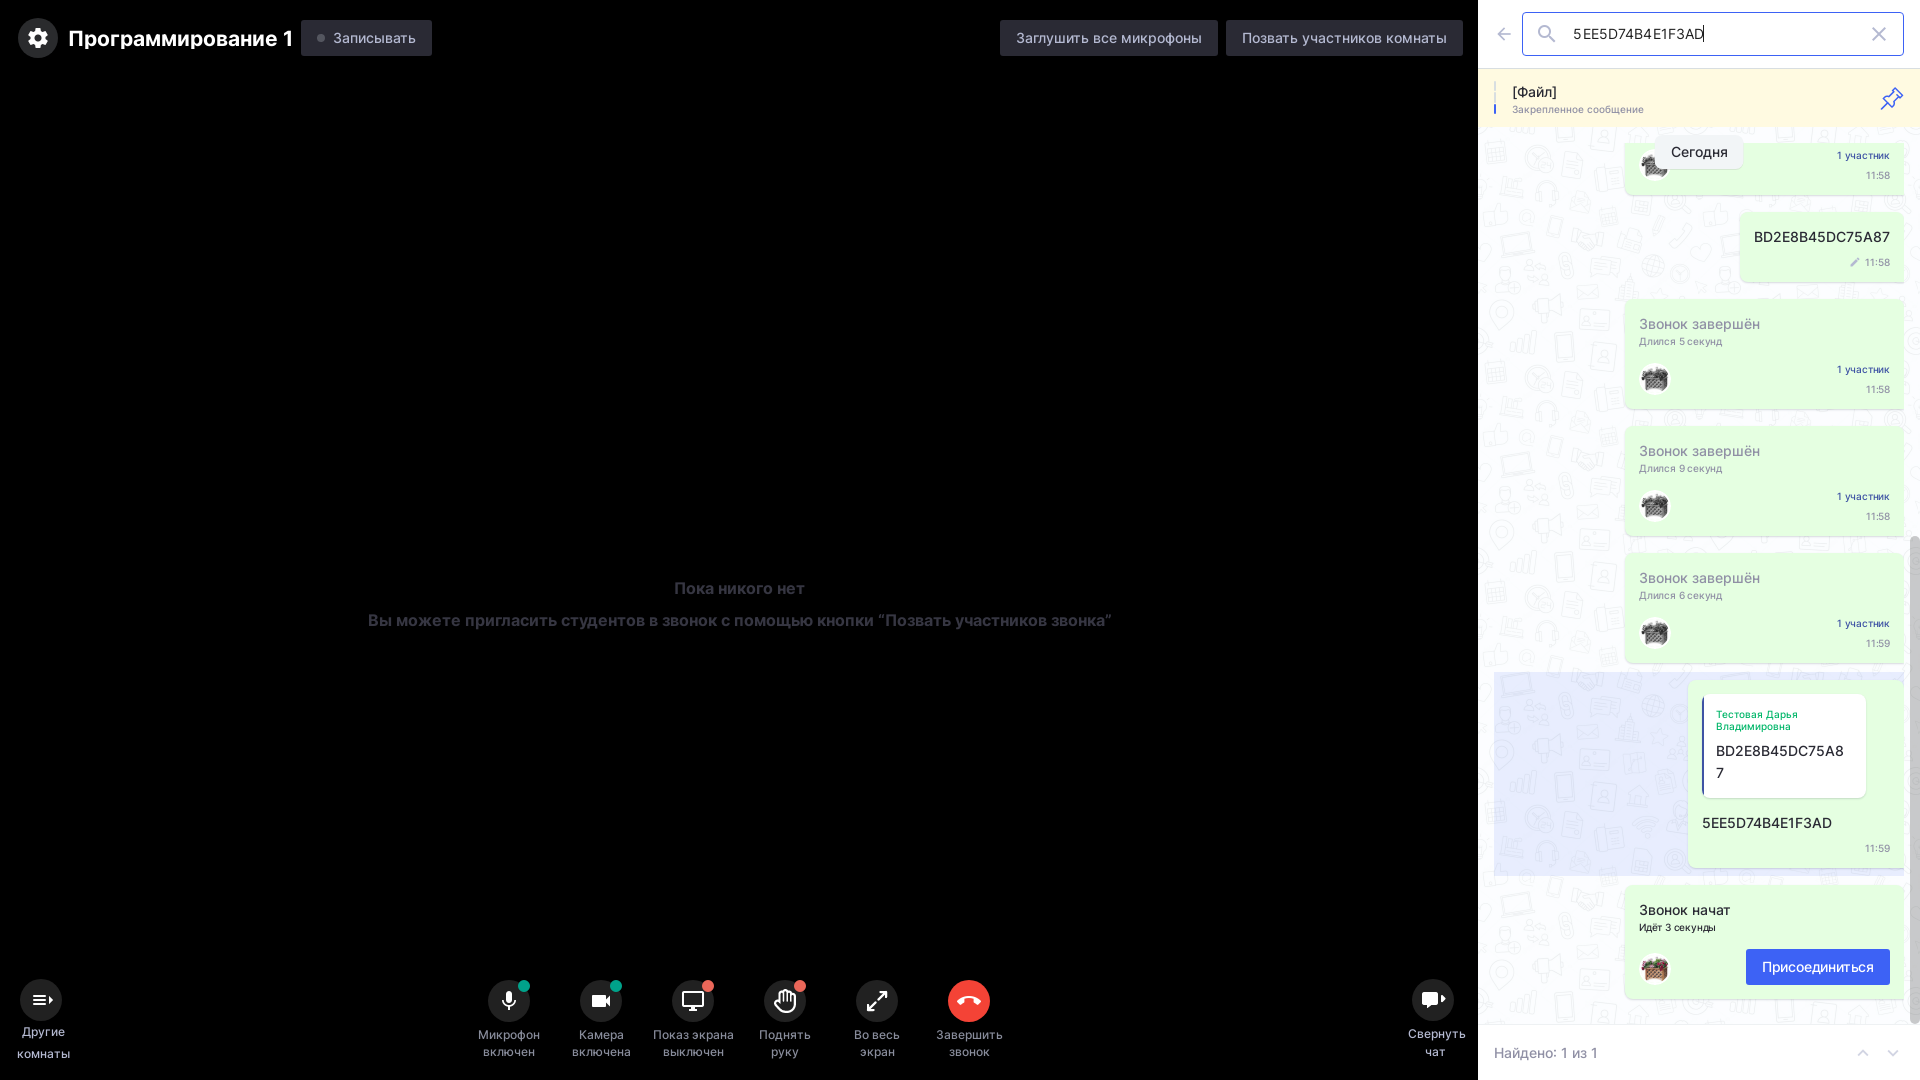 Программирование 1
Записывать
Заглушить все микрофоны
Позвать участников комнаты
5EE5D74B4E1F3AD
[Файл]
Закрепленное сообщение
Сегодня
1 участник
11:58
BD2E8B45DC75A87
11:58
Звонок завершён
Длился 5 секунд
1 участник
11:58
Звонок завершён
Длился 9 секунд
1 участник
11:58
Звонок завершён
Длился 6 секунд
1 участник
11:59
Тестовая Дарья
Владимировна
BD2E8B45DC75A8
7
5EE5D74B4E1F3AD
11:59
Звонок начат
Идёт 3 секунды
Присоединиться
Найдено: 1 из 1
Пока никого нет
Вы можете пригласить студентов в звонок с помощью кнопки “Позвать участников звонка”
Другие
комнаты
Микрофон
включен
Камера
включена
Показ экрана
выключен
Поднять
руку
Во весь
экран
Завершить
звонок
Свернуть
чат